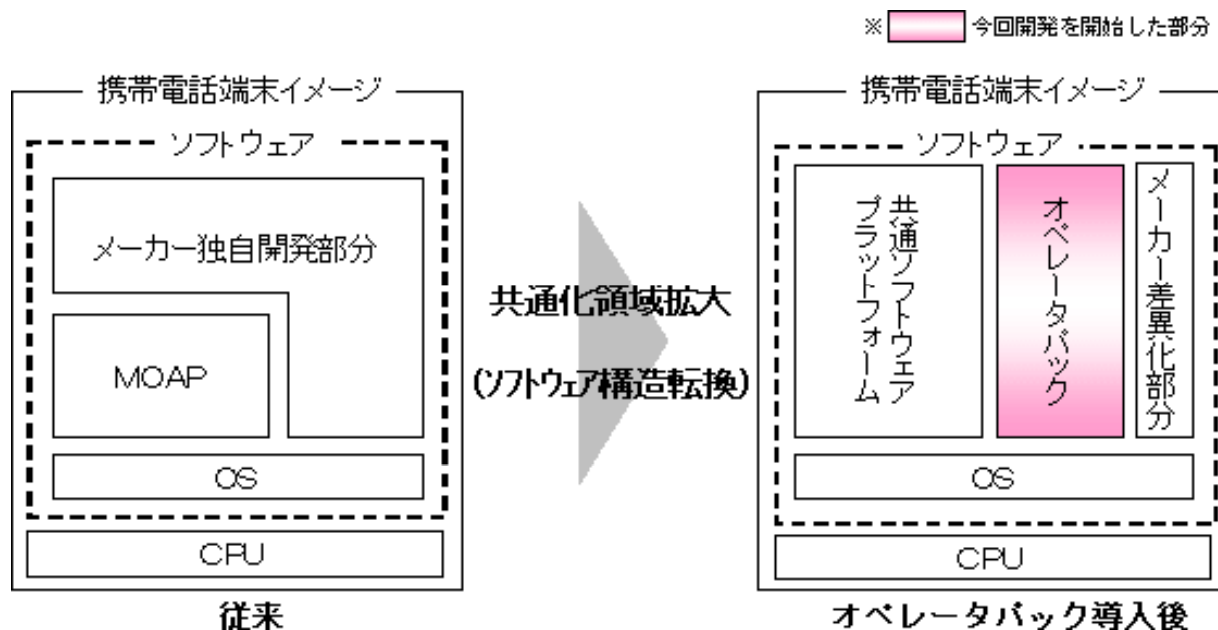 ※ 今回開発を開始した部分
携帯電話端末イメージ
ソフトウェア
メーカー独自開発部分
MOAP
OS
CPU
従来
共通化領域拡大
(ソフトウェア構造転換)
携帯電話端末イメージ
ソフトウェア
共通ソフトウェア
プラットフォーム
オペレータパック
メーカー差異化部分
OS
CPU
オペレータパック導入後